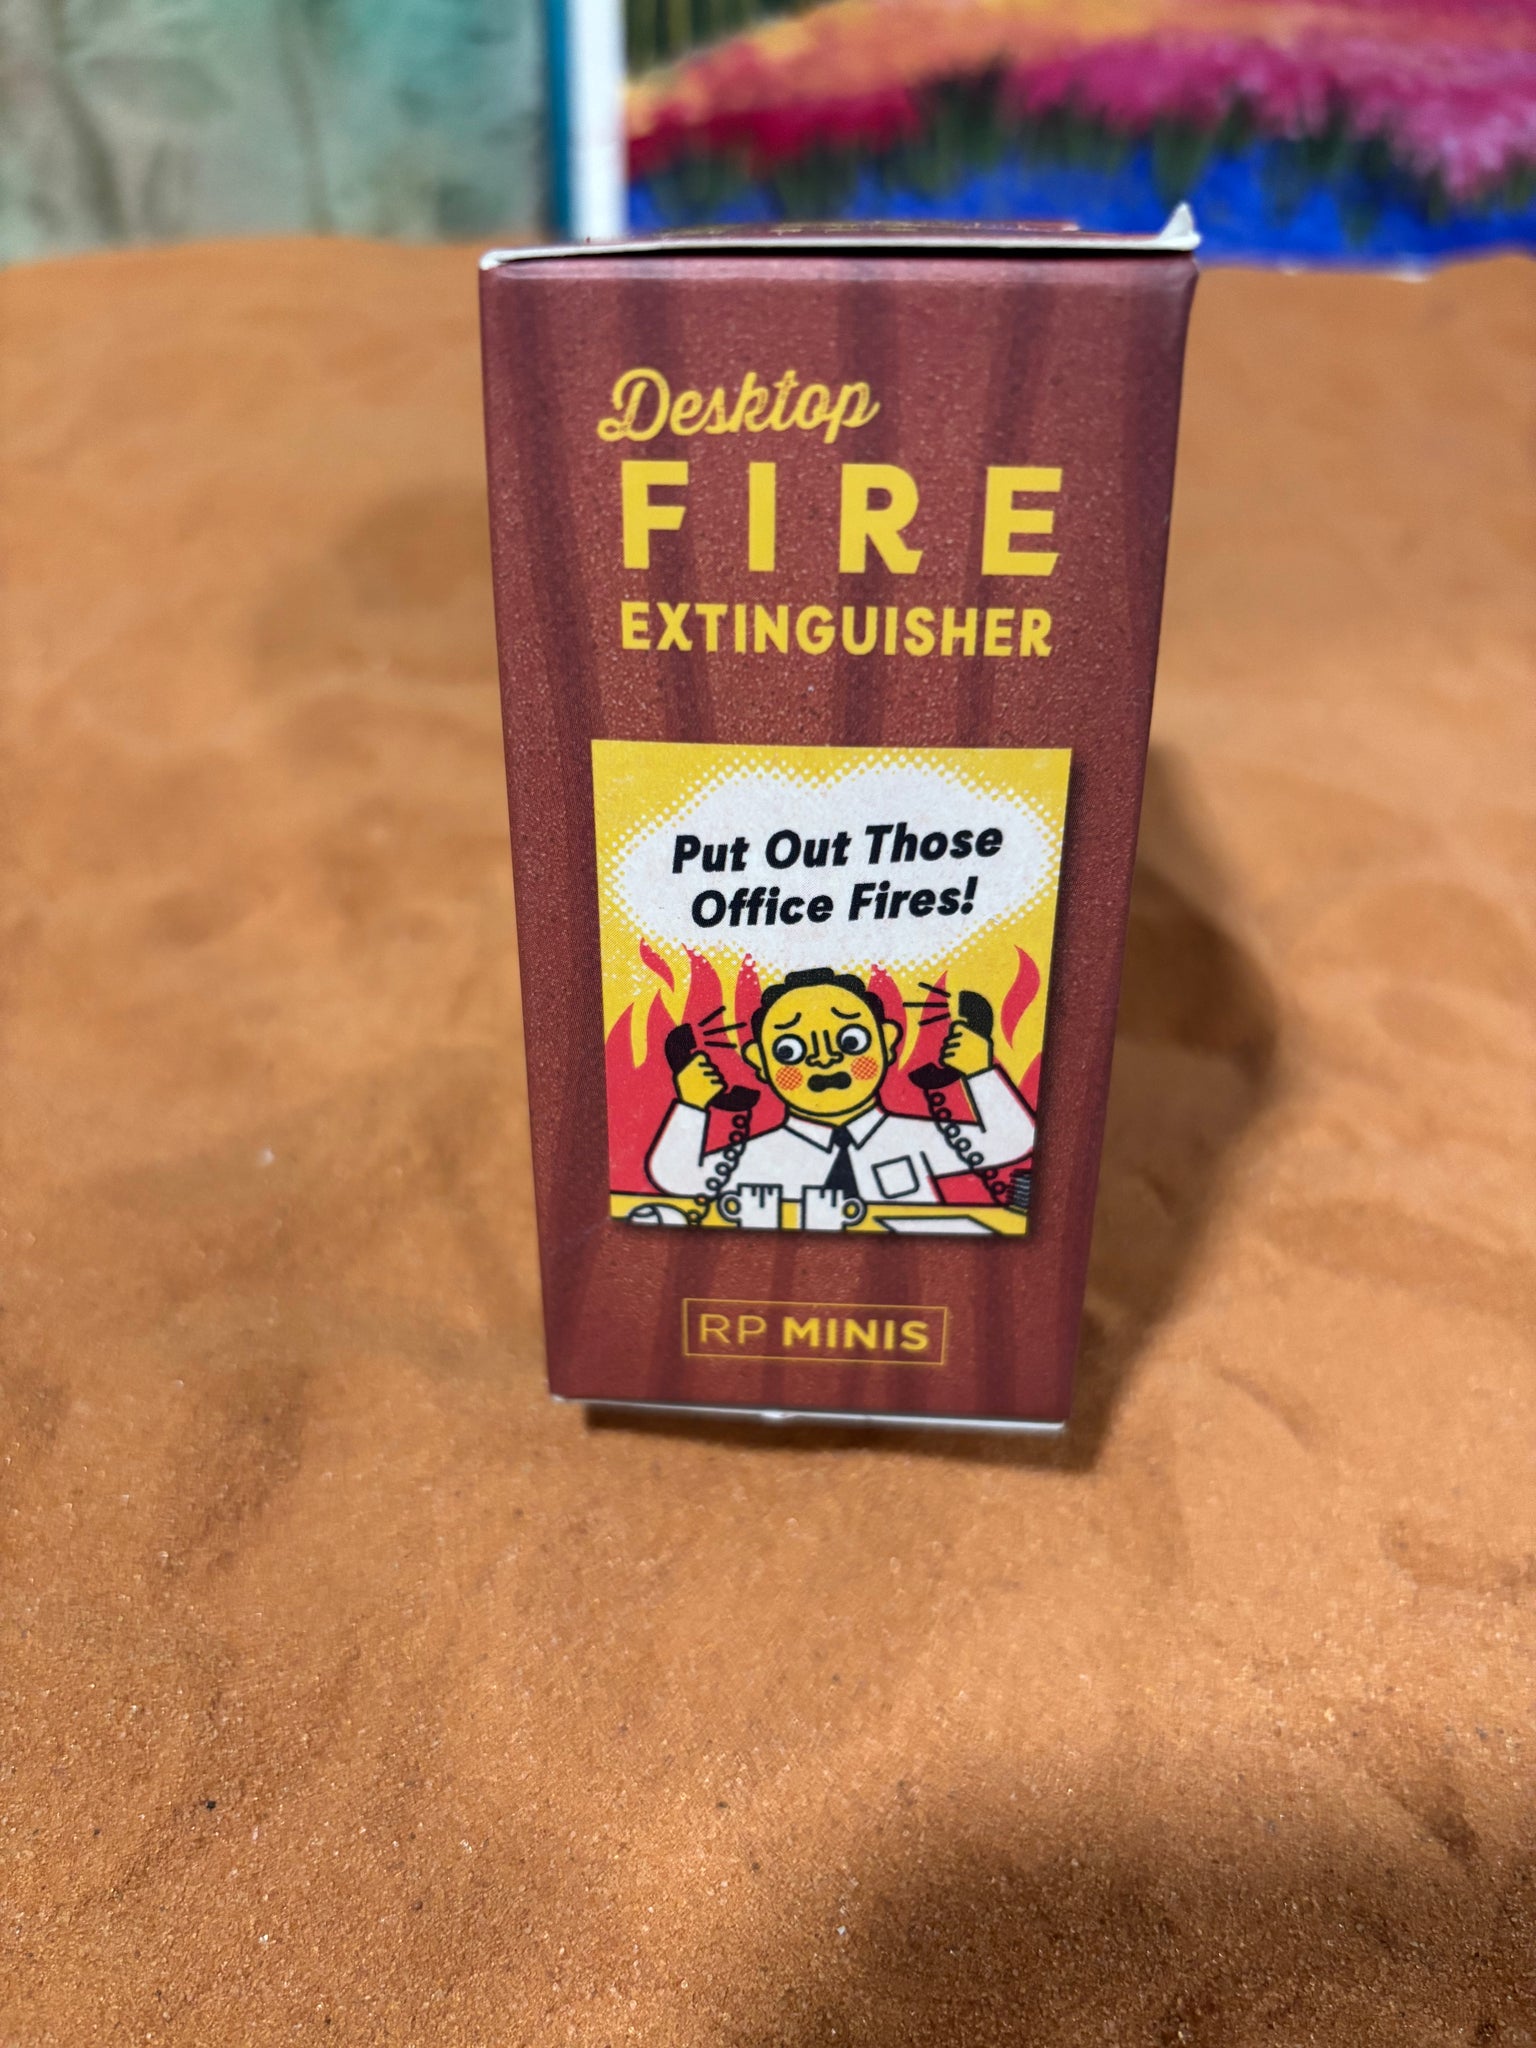 Desktop
FIRE
EXTINGUISHER
Put Out Those
Office Fires!
RP MINIS